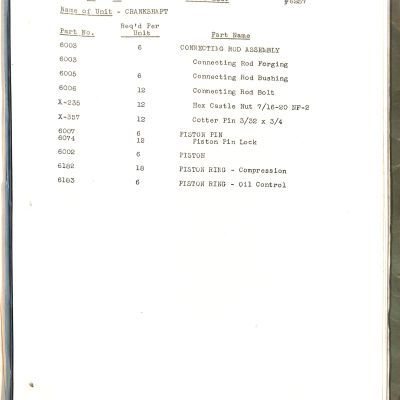 Name of Unit - CRANKSHAFT
Part No. Req'd Per Unit Part Name
6003 6 CONNECTING ROD ASSEMBLY
6003 Connecting Rod Forging
6005 6 Connecting Rod Bushing
6006 12 Connecting Rod Bolt
X-235 12 Hex Castle Nut 7/16-20 NF-2
X-357 12 Cotter Pin 3/32 x 3/4
6007 6 PISTON PIN
6074 12 Piston Pin Lock
6002 6 PISTON
6182 18 PISTON RING - Compression
6183 6 PISTON RING - Oil Control